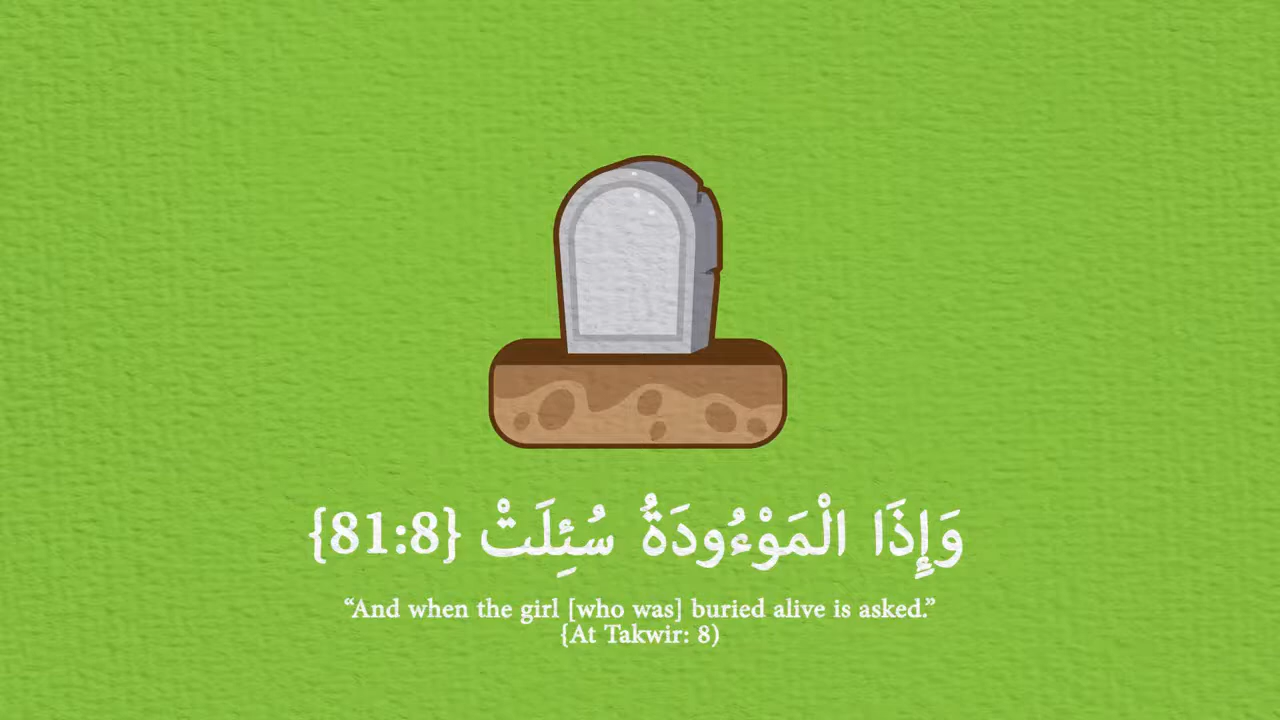 وَإِذَا الْمَوْءُودَةُ سُئِلَتْ {81:8}
“And when the girl [who was] buried alive is asked.”
{At Takwir: 8)